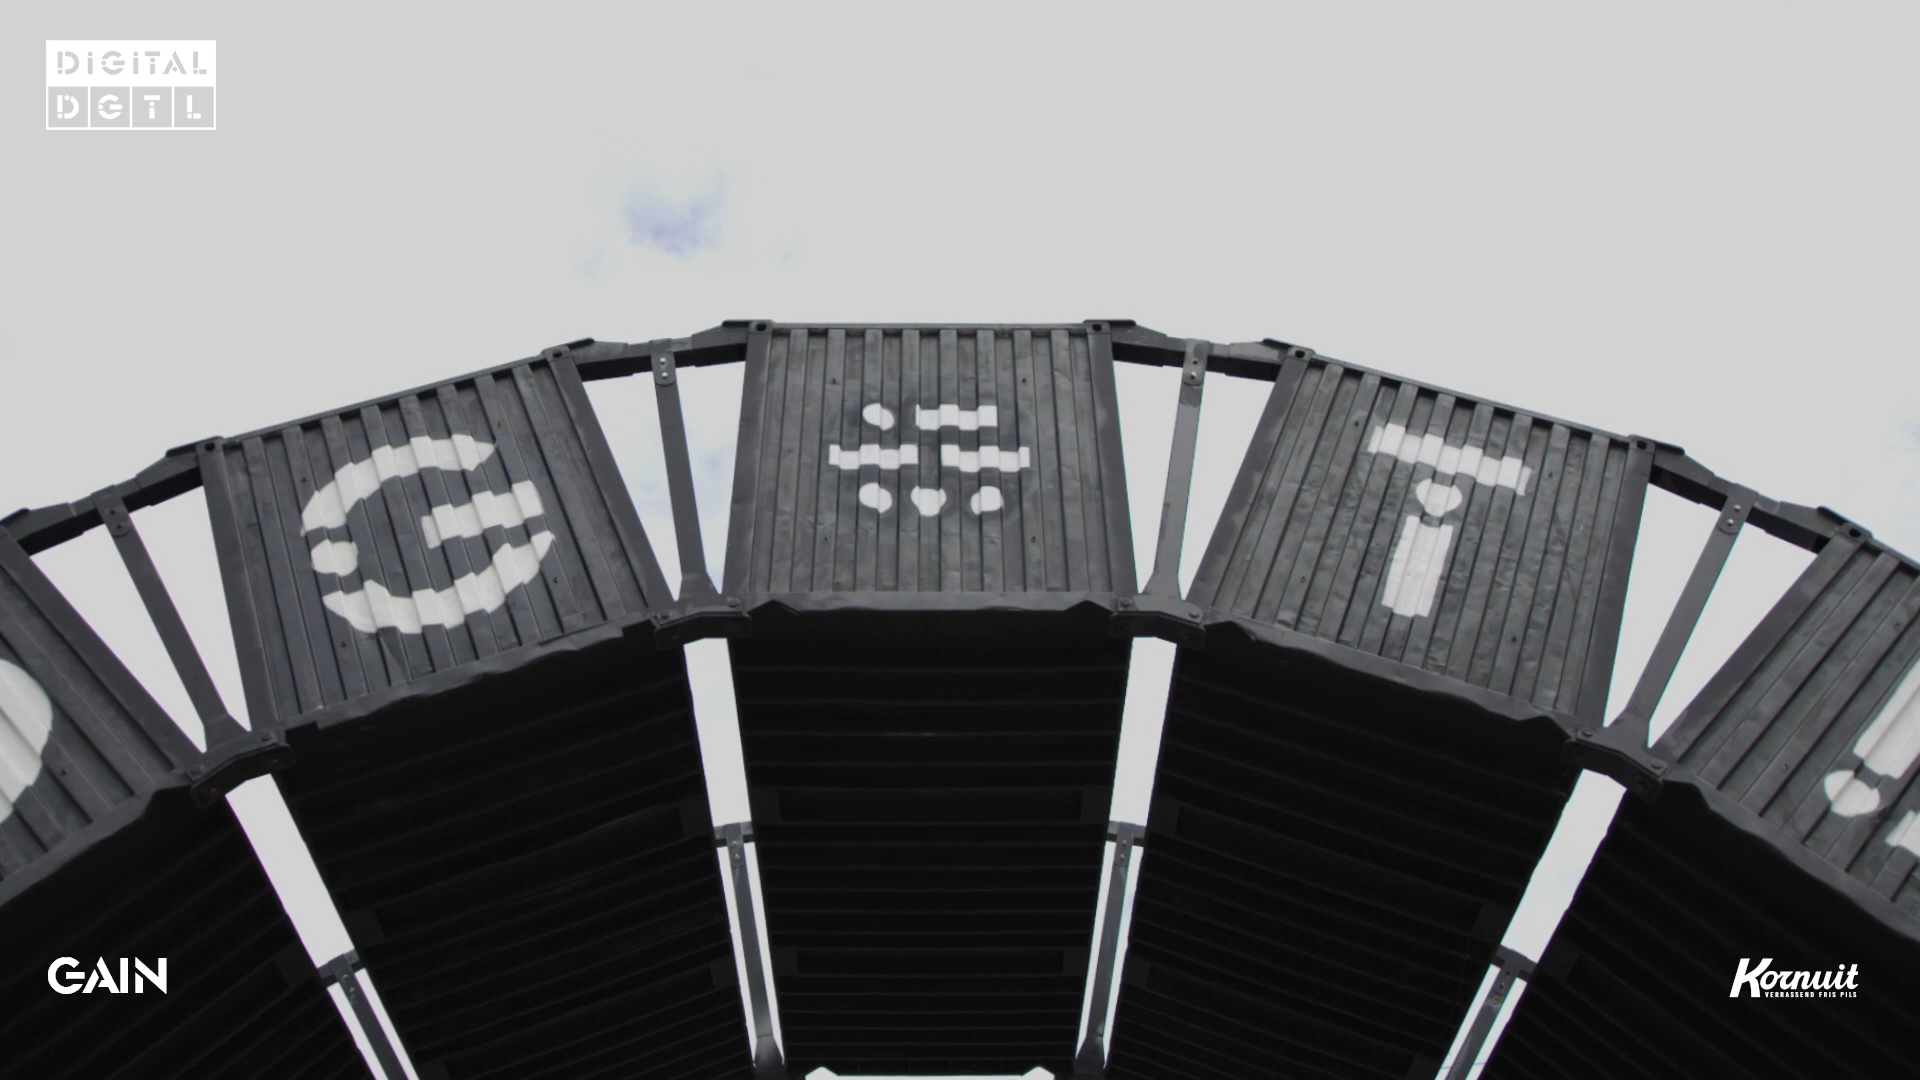 DiGiTAL
DGTL
G T
GAIN
Kornuit
VERRASSEND FRIS PILS